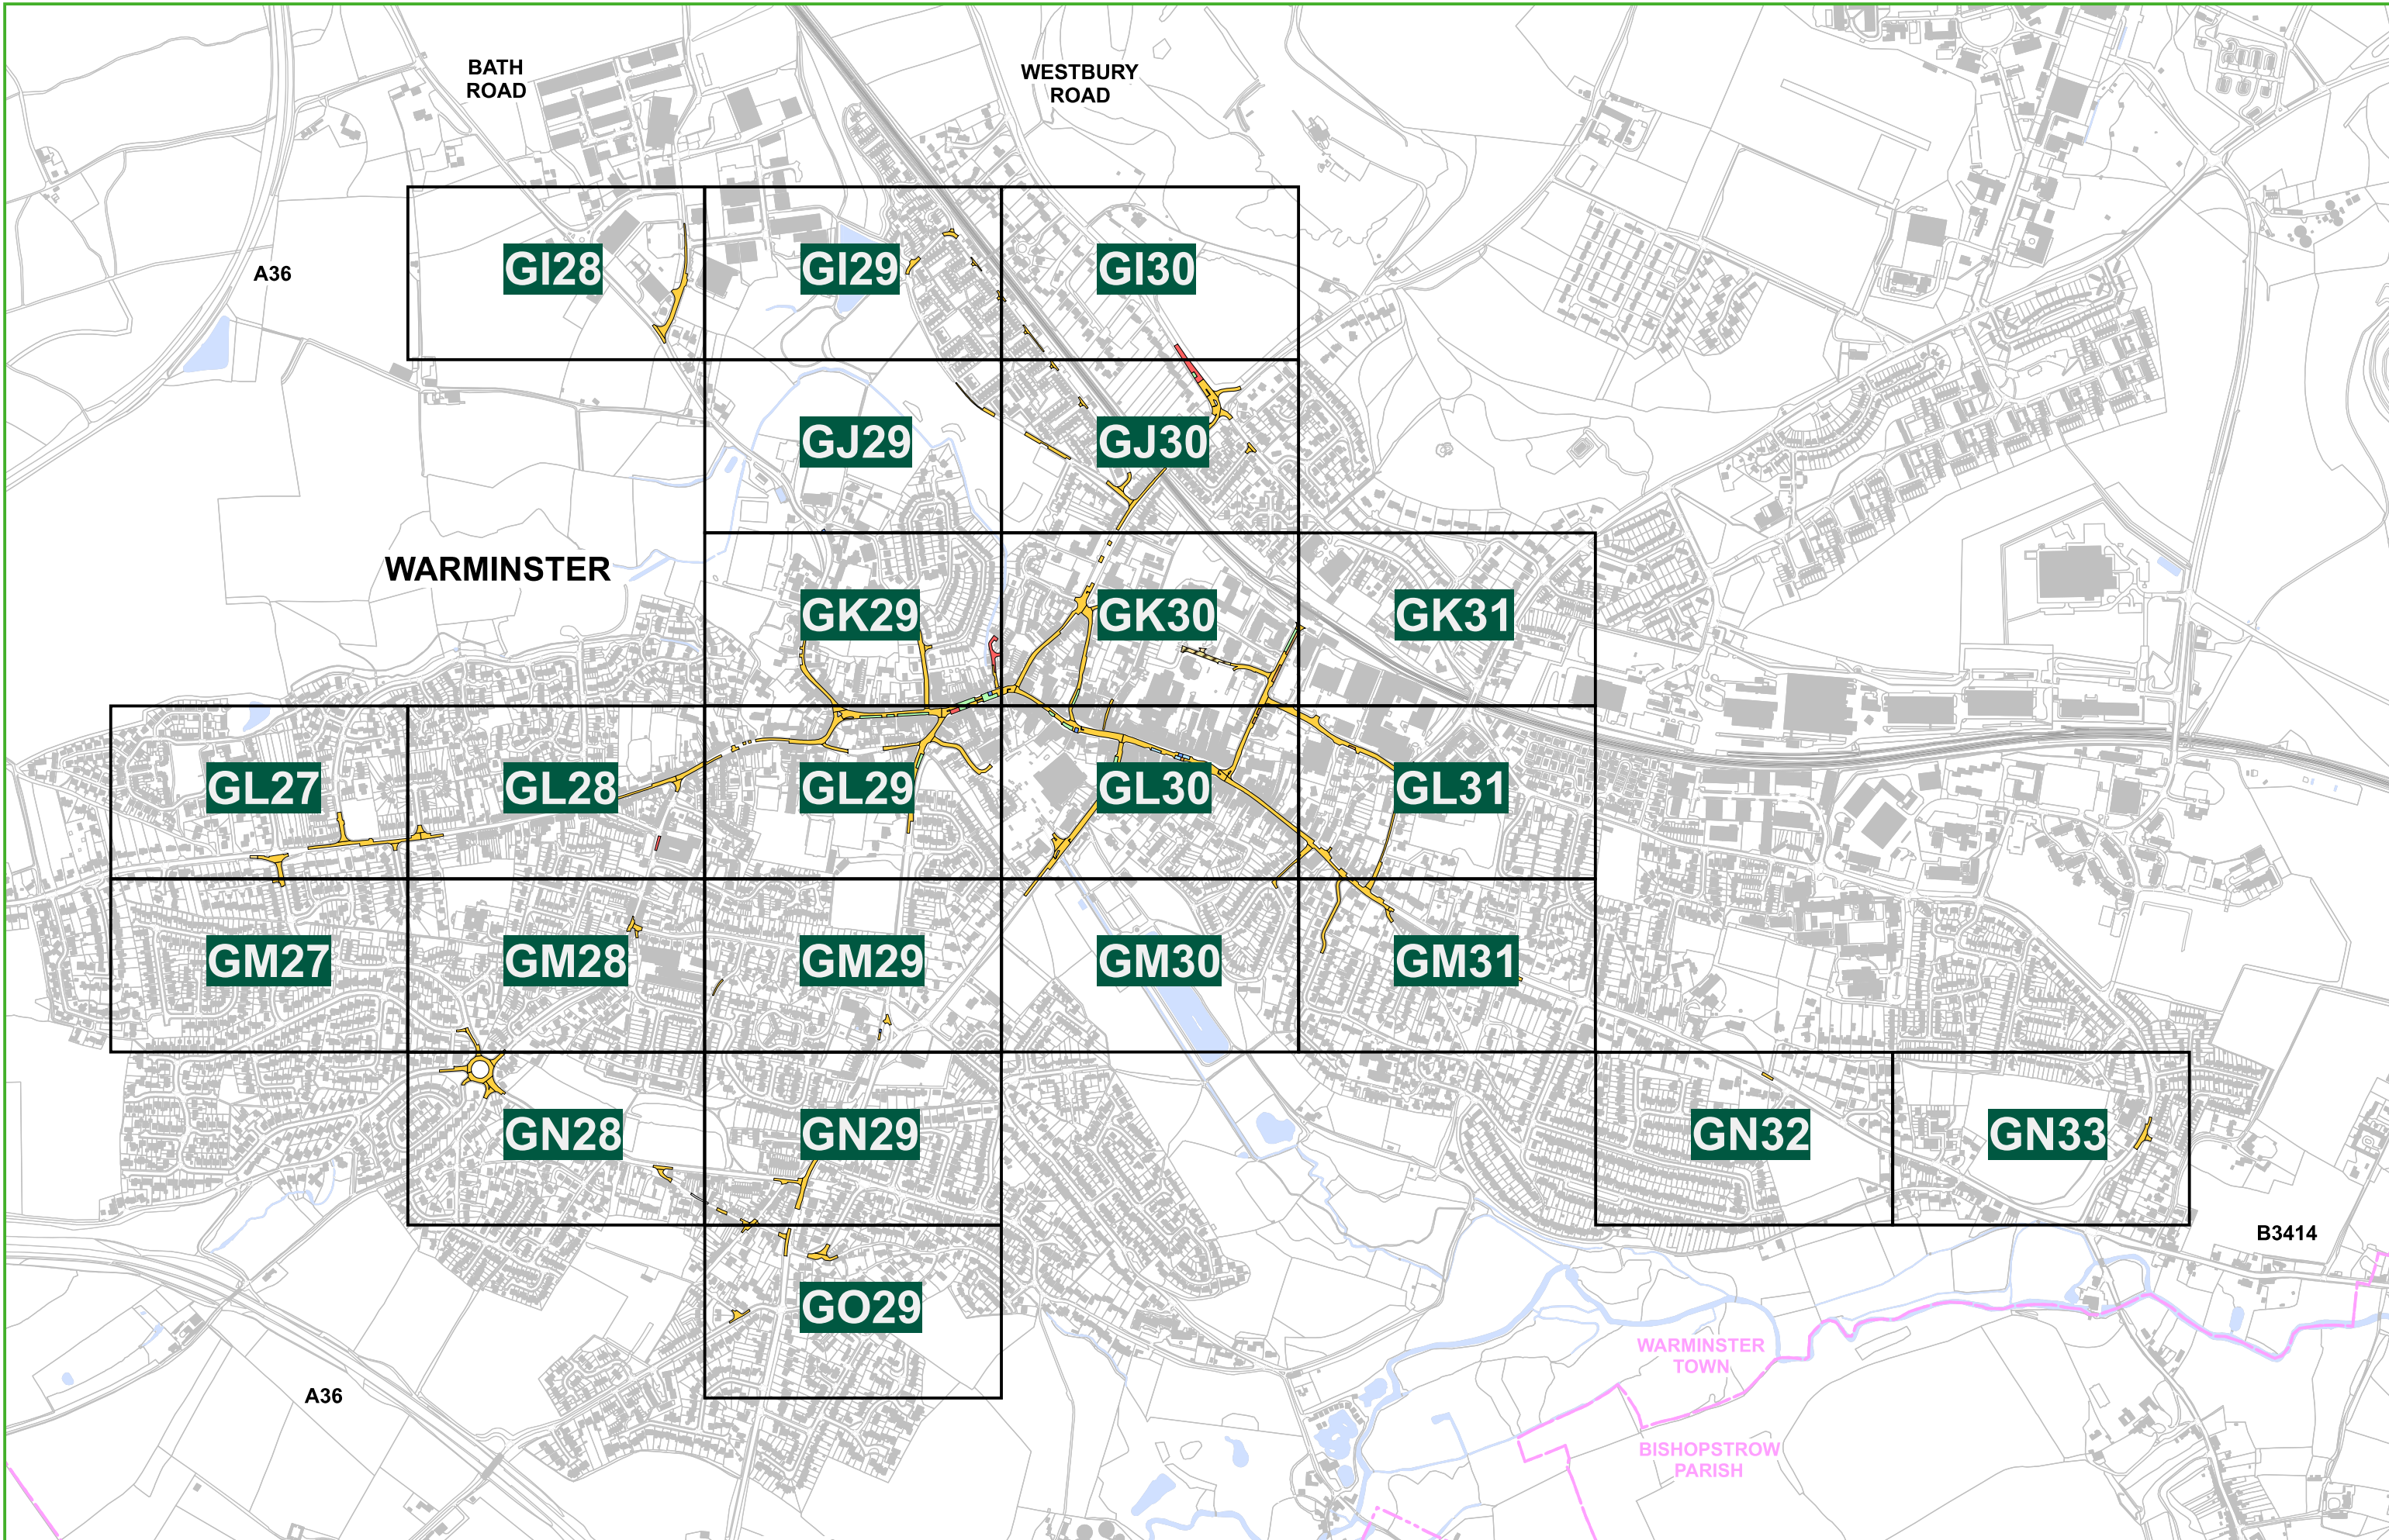 BATH
ROAD
WESTBURY
ROAD
A36
GI28
GI29
GI30
GJ29
GJ30
WARMINSTER
GK29
GK30
GK31
GL27
GL28
GL29
GL30
GL31
GM27
GM28
GM29
GM30
GM31
GN28
GN29
GN32
GN33
B3414
GO29
WARMINSTER
TOWN
A36
BISHOPSTROW
PARISH